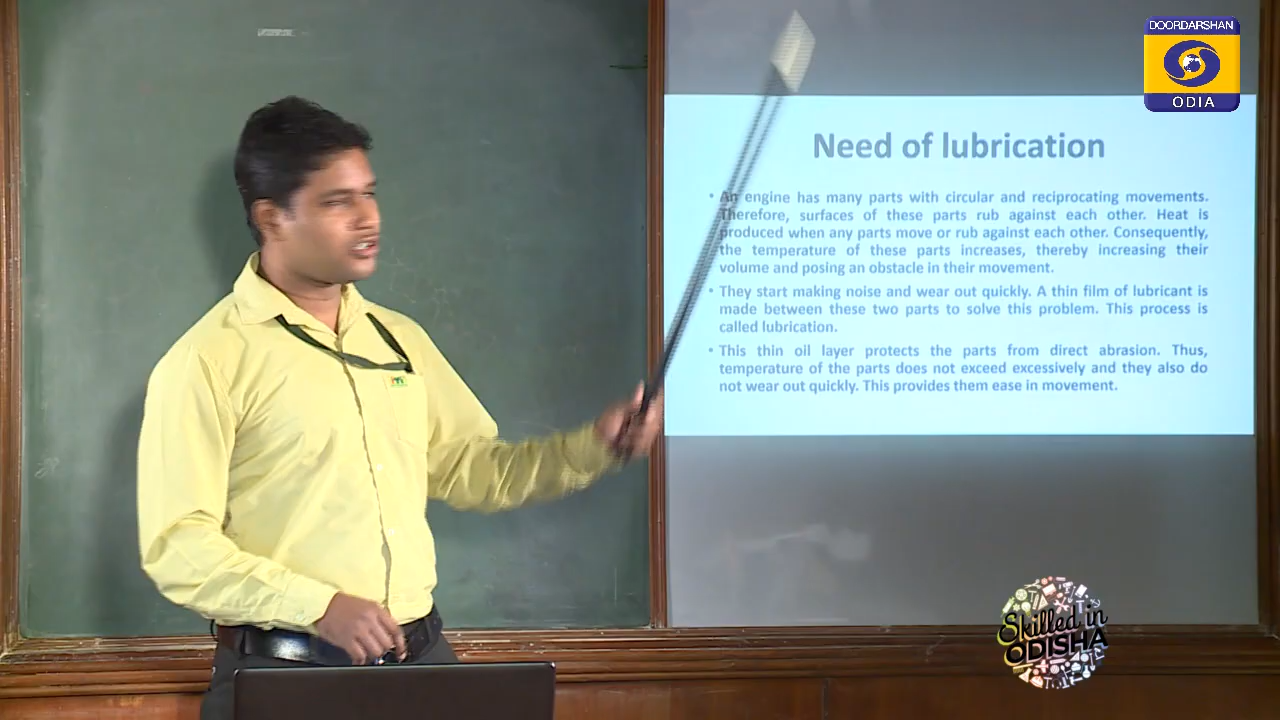 DOORDARSHAN
ODIA
Need of lubrication
• An engine has many parts with circular and reciprocating movements.
Therefore, surfaces of these parts rub against each other. Heat is
produced when any parts move or rub against each other. Consequently,
the temperature of these parts increases, thereby increasing their
volume and posing an obstacle in their movement.
• They start making noise and wear out quickly. A thin film of lubricant is
made between these two parts to solve this problem. This process is
called lubrication.
• This thin oil layer protects the parts from direct abrasion. Thus,
temperature of the parts does not exceed excessively and they also do
not wear out quickly. This provides them ease in movement.
Skilled in
ODISHA